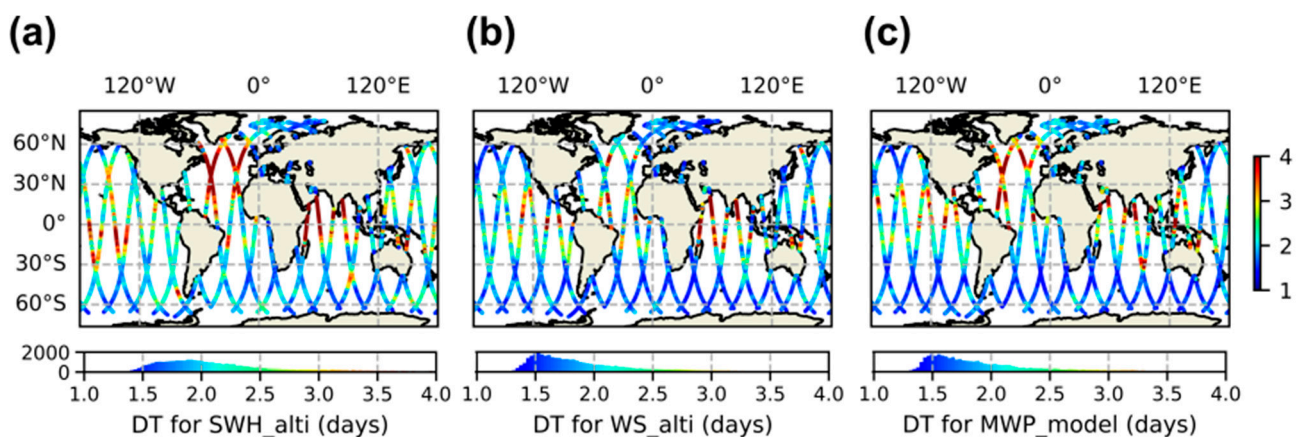 (a) (b) (c)
120°W 0° 120°E 120°W 0° 120°E 120°W 0° 120°E
60°N
30°N
0°
30°S
60°S
4
3
2
1
2000
0
1.0 1.5 2.0 2.5 3.0 3.5 4.0 1.0 1.5 2.0 2.5 3.0 3.5 4.0 1.0 1.5 2.0 2.5 3.0 3.5 4.0
DT for SWH_alti (days) DT for WS_alti (days) DT for MWP_model (days)